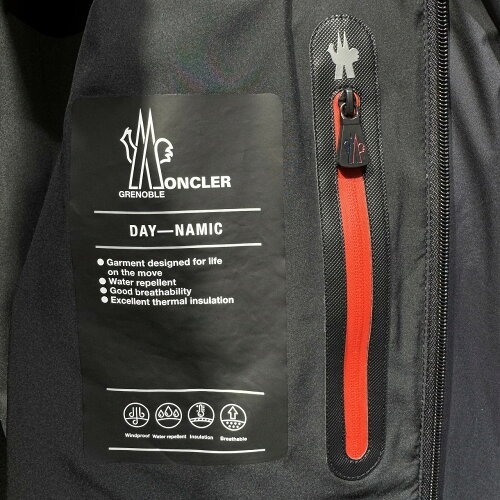 MONCLER
GRENOBLE
DAY—NAMIC
Garment designed for life
on the move
Water repellent
Good breathability
Excellent thermal insulation
Windproof Water repellent Insulation Breathable